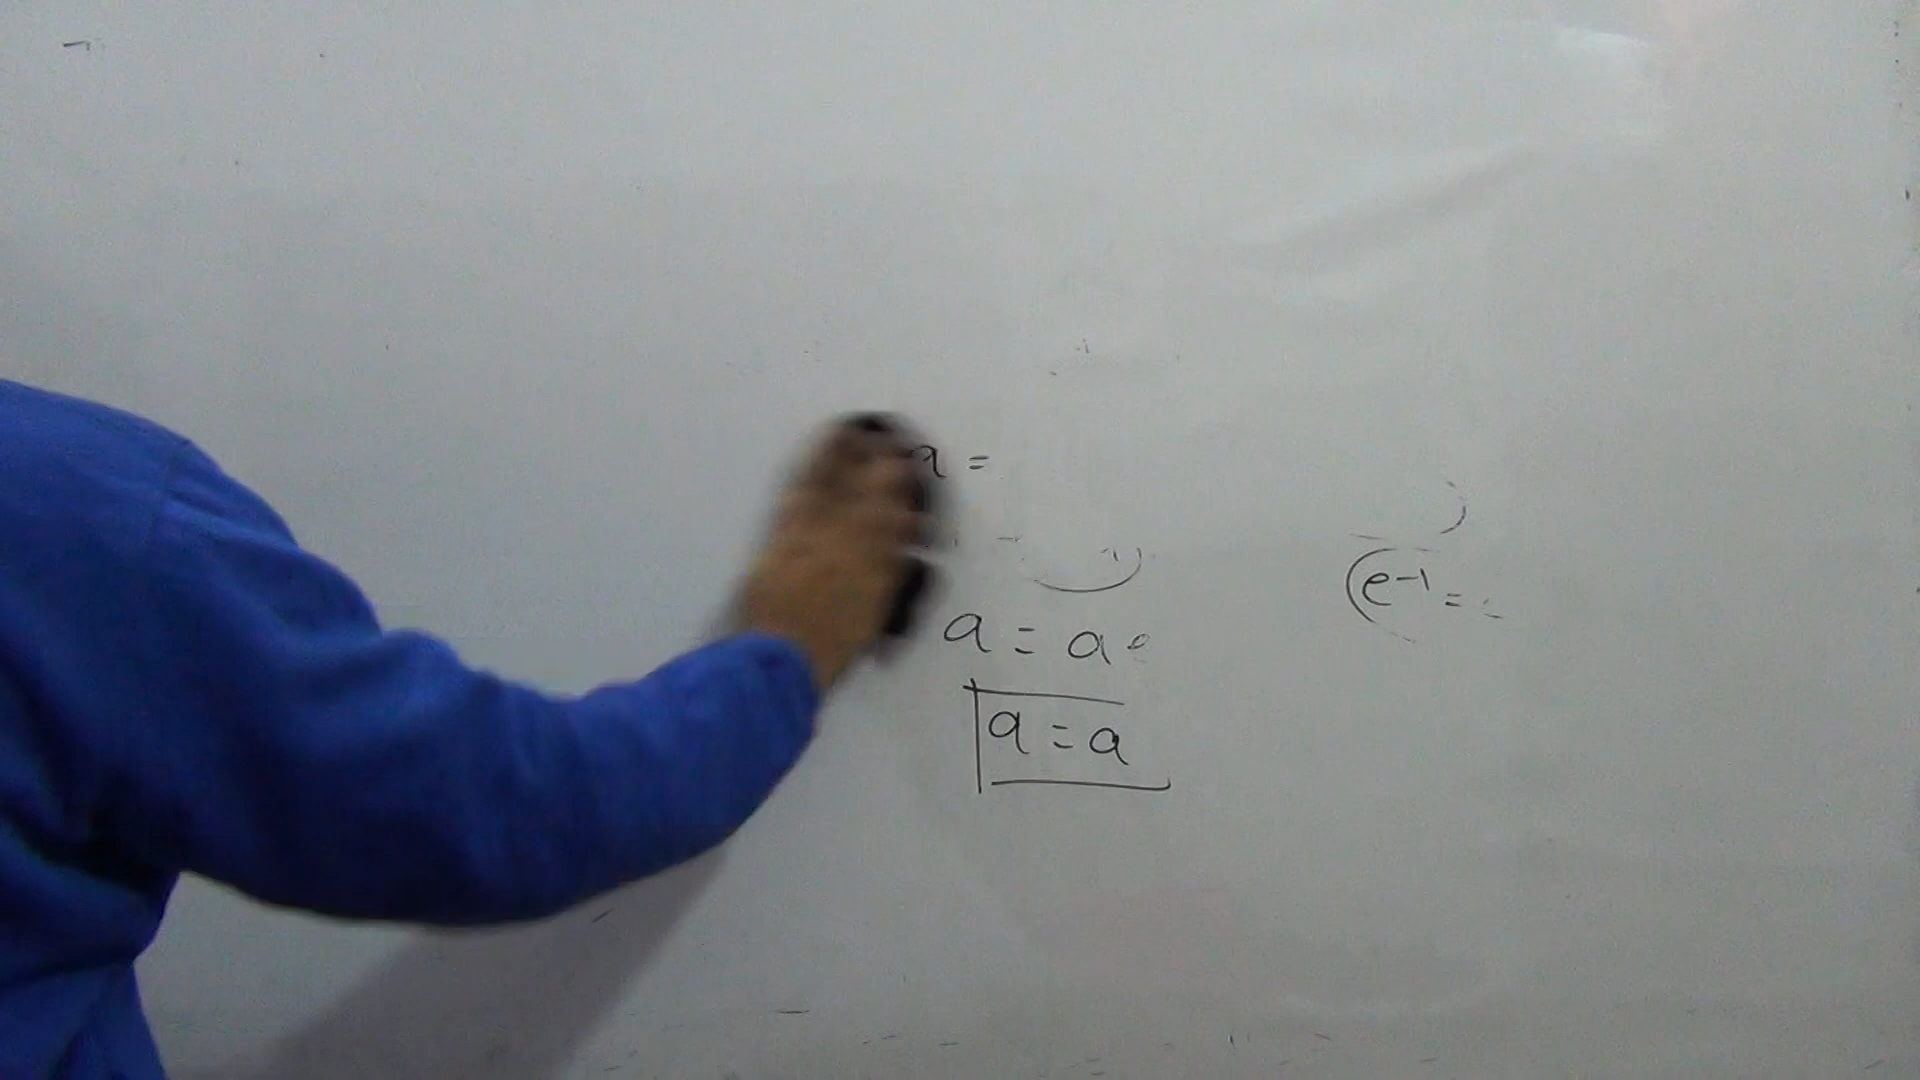 a =
e-1 =
a = a
a = a